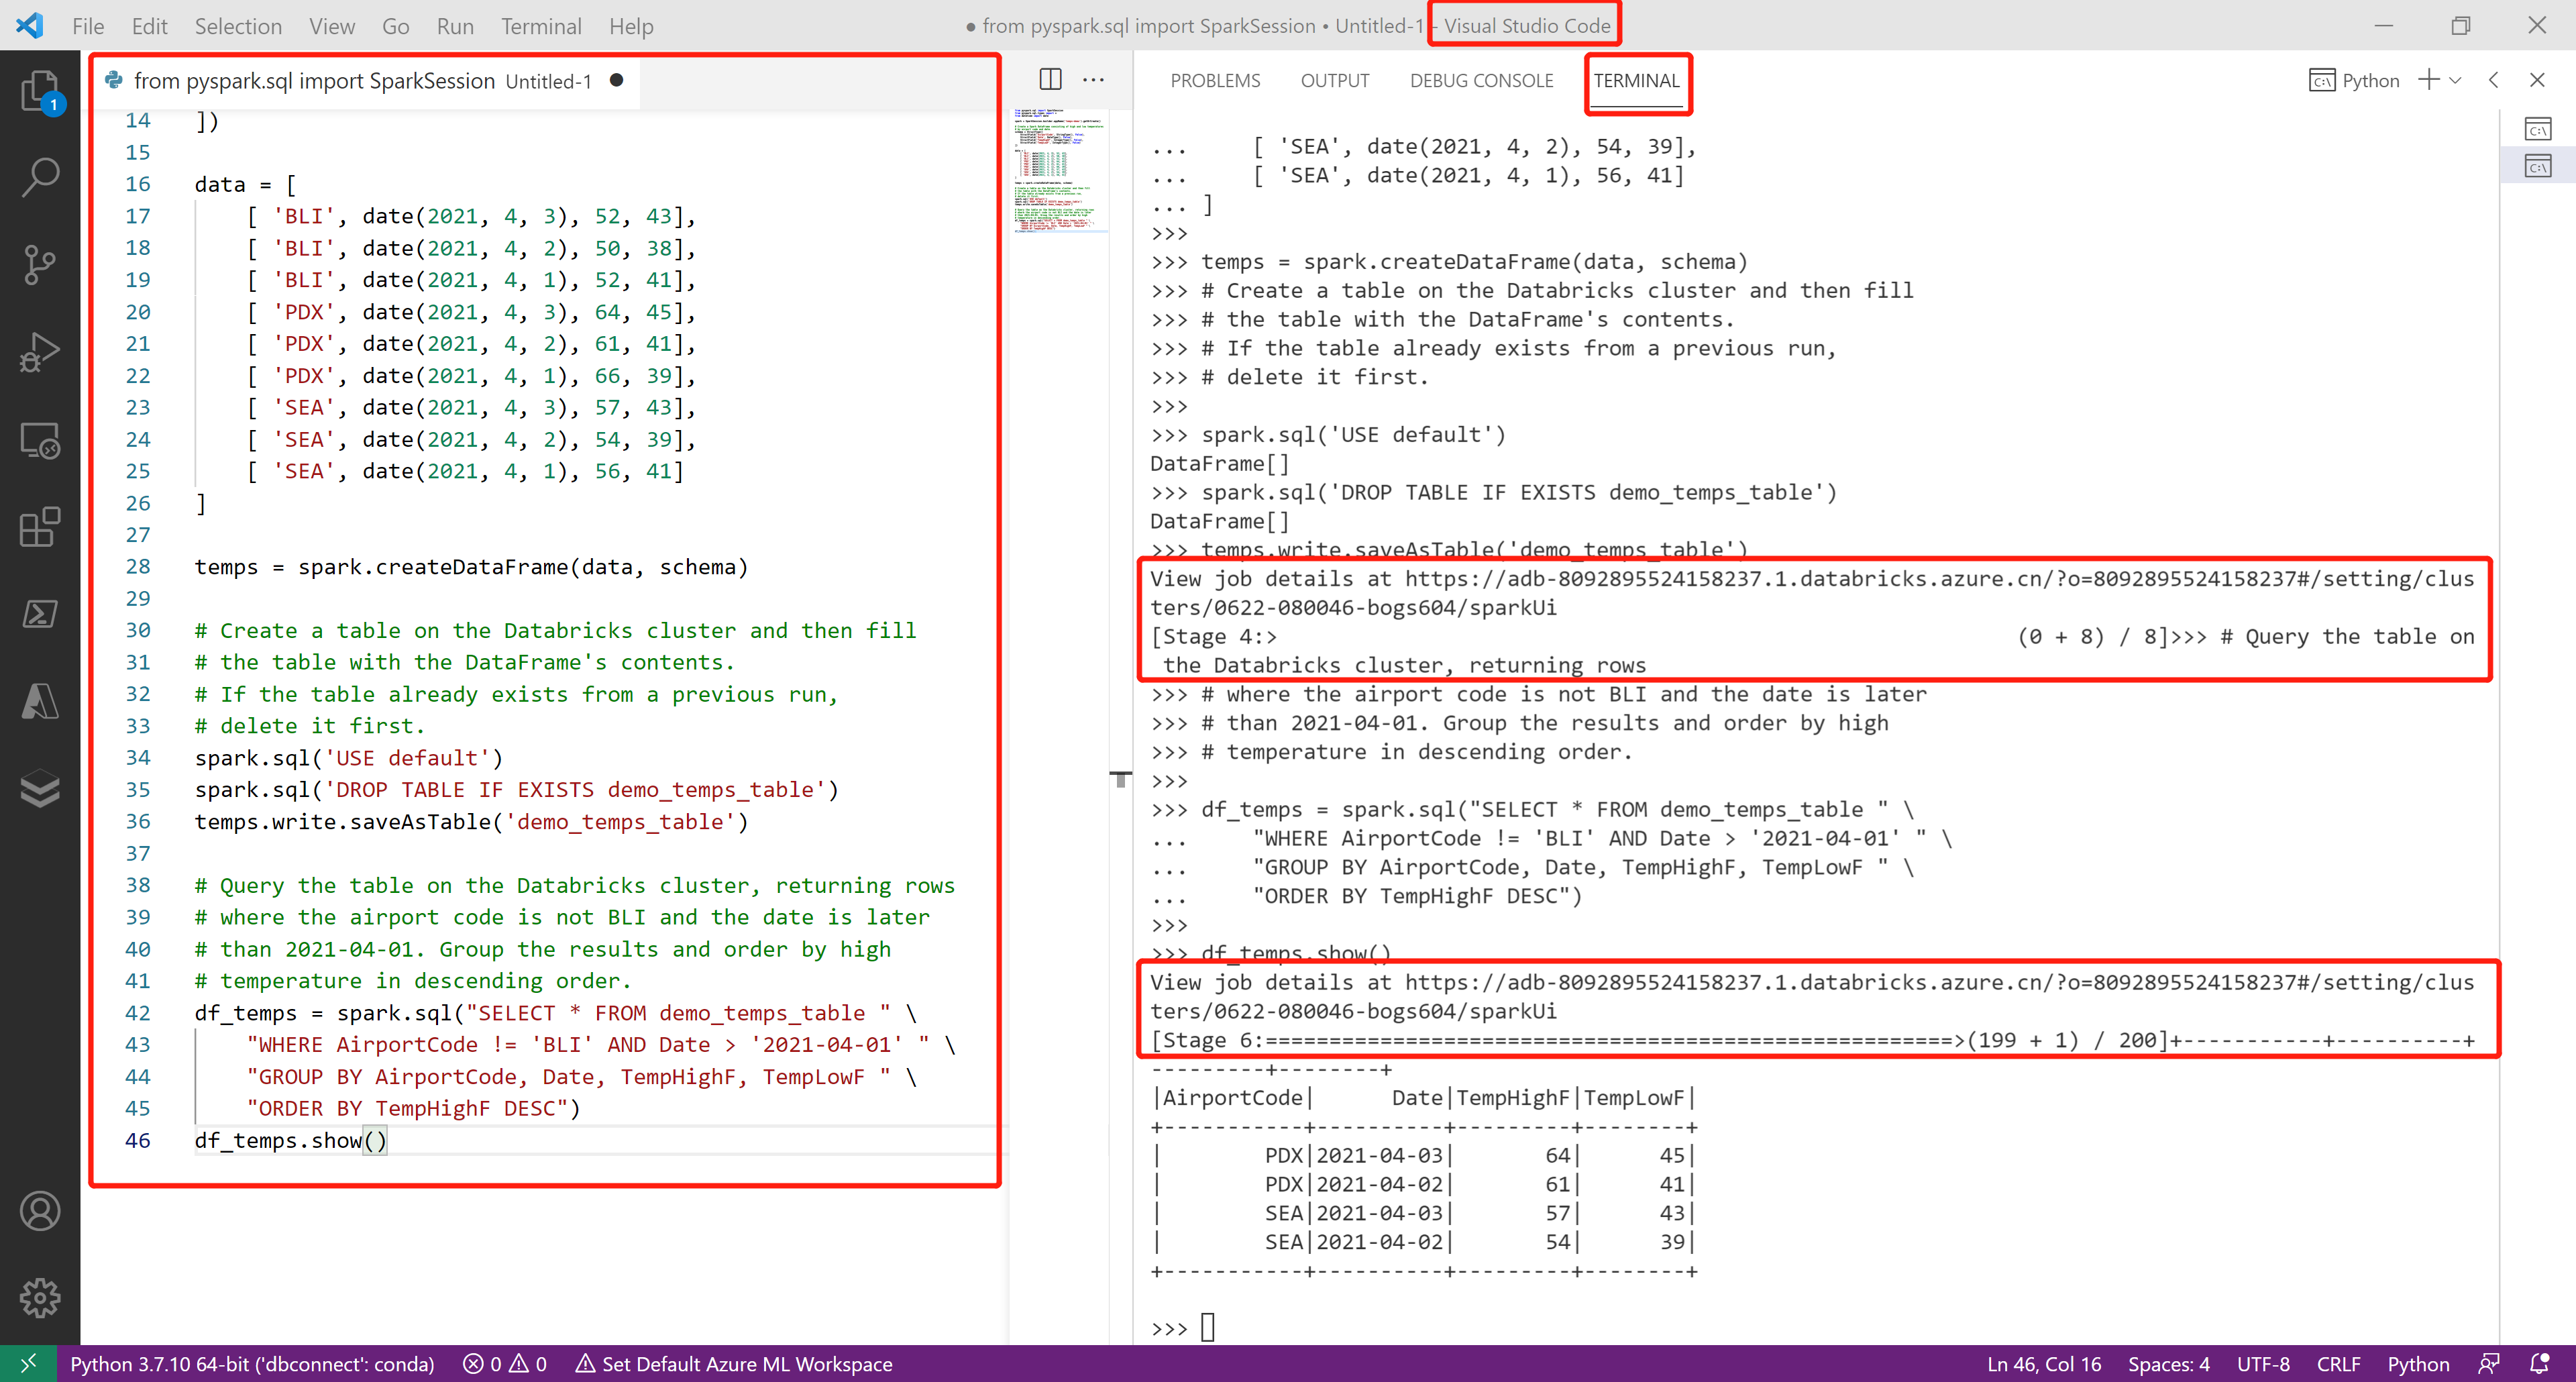 File Edit Selection View Go Run Terminal Help
● from pyspark.sql import SparkSession • Untitled-1 - Visual Studio Code
1
from pyspark.sql import SparkSession Untitled-1 ●
14 ])
15
16 data = [
17     [ 'BLI', date(2021, 4, 3), 52, 43],
18     [ 'BLI', date(2021, 4, 2), 50, 38],
19     [ 'BLI', date(2021, 4, 1), 52, 41],
20     [ 'PDX', date(2021, 4, 3), 64, 45],
21     [ 'PDX', date(2021, 4, 2), 61, 41],
22     [ 'PDX', date(2021, 4, 1), 66, 39],
23     [ 'SEA', date(2021, 4, 3), 57, 43],
24     [ 'SEA', date(2021, 4, 2), 54, 39],
25     [ 'SEA', date(2021, 4, 1), 56, 41]
26 ]
27
28 temps = spark.createDataFrame(data, schema)
29
30 # Create a table on the Databricks cluster and then fill
31 # the table with the DataFrame's contents.
32 # If the table already exists from a previous run,
33 # delete it first.
34 spark.sql('USE default')
35 spark.sql('DROP TABLE IF EXISTS demo_temps_table')
36 temps.write.saveAsTable('demo_temps_table')
37
38 # Query the table on the Databricks cluster, returning rows
39 # where the airport code is not BLI and the date is later
40 # than 2021-04-01. Group the results and order by high
41 # temperature in descending order.
42 df_temps = spark.sql("SELECT * FROM demo_temps_table " \
43     "WHERE AirportCode != 'BLI' AND Date > '2021-04-01' " \
44     "GROUP BY AirportCode, Date, TempHighF, TempLowF " \
45     "ORDER BY TempHighF DESC")
46 df_temps.show()
PROBLEMS OUTPUT DEBUG CONSOLE TERMINAL
Python
...     [ 'SEA', date(2021, 4, 2), 54, 39],
...     [ 'SEA', date(2021, 4, 1), 56, 41]
... ]
>>>
>>> temps = spark.createDataFrame(data, schema)
>>> # Create a table on the Databricks cluster and then fill
>>> # the table with the DataFrame's contents.
>>> # If the table already exists from a previous run,
>>> # delete it first.
>>>
>>> spark.sql('USE default')
DataFrame[]
>>> spark.sql('DROP TABLE IF EXISTS demo_temps_table')
DataFrame[]
>>> temps.write.saveAsTable('demo_temps_table')
View job details at https://adb-8092895524158237.1.databricks.azure.cn/?o=8092895524158237#/setting/clus
ters/0622-080046-bogs604/sparkUi
[Stage 4:>                                                          (0 + 8) / 8]>>> # Query the table on
 the Databricks cluster, returning rows
>>> # where the airport code is not BLI and the date is later
>>> # than 2021-04-01. Group the results and order by high
>>> # temperature in descending order.
>>>
>>> df_temps = spark.sql("SELECT * FROM demo_temps_table " \
...     "WHERE AirportCode != 'BLI' AND Date > '2021-04-01' " \
...     "GROUP BY AirportCode, Date, TempHighF, TempLowF " \
...     "ORDER BY TempHighF DESC")
>>>
>>> df_temps.show()
View job details at https://adb-8092895524158237.1.databricks.azure.cn/?o=8092895524158237#/setting/clus
ters/0622-080046-bogs604/sparkUi
[Stage 6:======================================================>(199 + 1) / 200]+-----------+----------+
---------+--------+
|AirportCode|      Date|TempHighF|TempLowF|
+-----------+----------+---------+--------+
|        PDX|2021-04-03|       64|      45|
|        PDX|2021-04-02|       61|      41|
|        SEA|2021-04-03|       57|      43|
|        SEA|2021-04-02|       54|      39|
+-----------+----------+---------+--------+
>>>
Python 3.7.10 64-bit ('dbconnect': conda) 0 0 Set Default Azure ML Workspace Ln 46, Col 16 Spaces: 4 UTF-8 CRLF Python